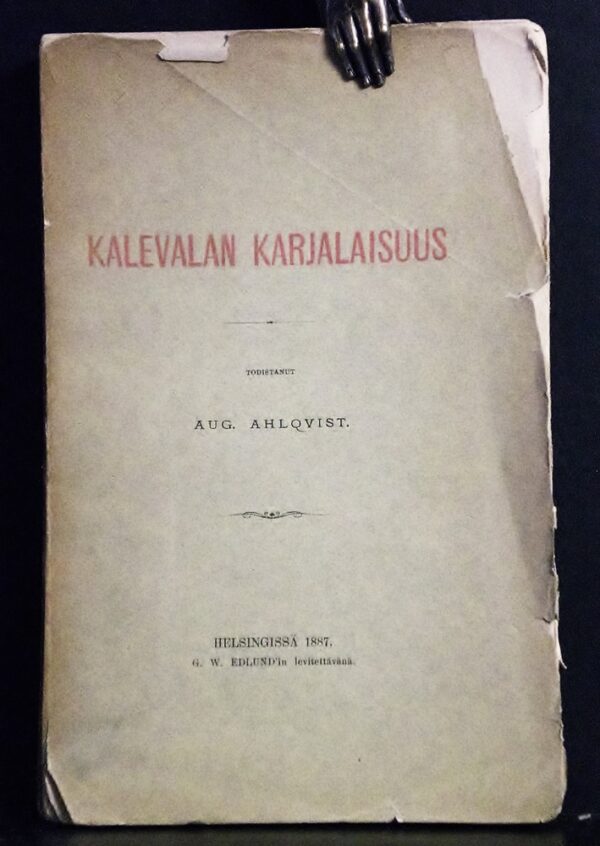 KALEVALAN KARJALAISUUS
TODISTANUT
AUG. AHLQVIST.
HELSINGISSÄ 1887.
G. W. EDLUND'in levitettävänä.